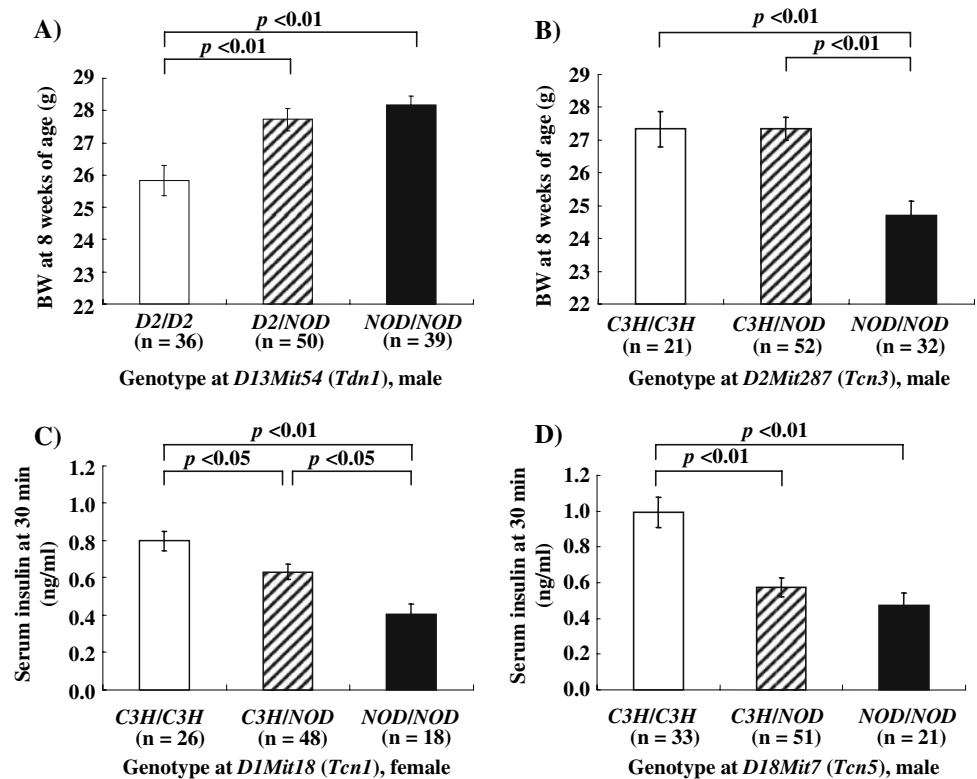 A)
p <0.01
p <0.01
BW at 8 weeks of age (g)
29
28
27
26
25
24
23
22
D2/D2
D2/NOD
NOD/NOD
(n = 36)
(n = 50)
(n = 39)
Genotype at D13Mit54 (Tdn1), male
B)
p <0.01
p <0.01
BW at 8 weeks of age (g)
29
28
27
26
25
24
23
22
C3H/C3H
C3H/NOD
NOD/NOD
(n = 21)
(n = 52)
(n = 32)
Genotype at D2Mit287 (Tcn3), male
C)
p <0.01
p <0.05
p <0.05
Serum insulin at 30 min
(ng/ml)
1.2
1.0
0.8
0.6
0.4
0.2
0.0
C3H/C3H
C3H/NOD
NOD/NOD
(n = 26)
(n = 48)
(n = 18)
Genotype at D1Mit18 (Tcn1), female
D)
p <0.01
p <0.01
Serum insulin at 30 min
(ng/ml)
1.2
1.0
0.8
0.6
0.4
0.2
0.0
C3H/C3H
C3H/NOD
NOD/NOD
(n = 33)
(n = 51)
(n = 21)
Genotype at D18Mit7 (Tcn5), male